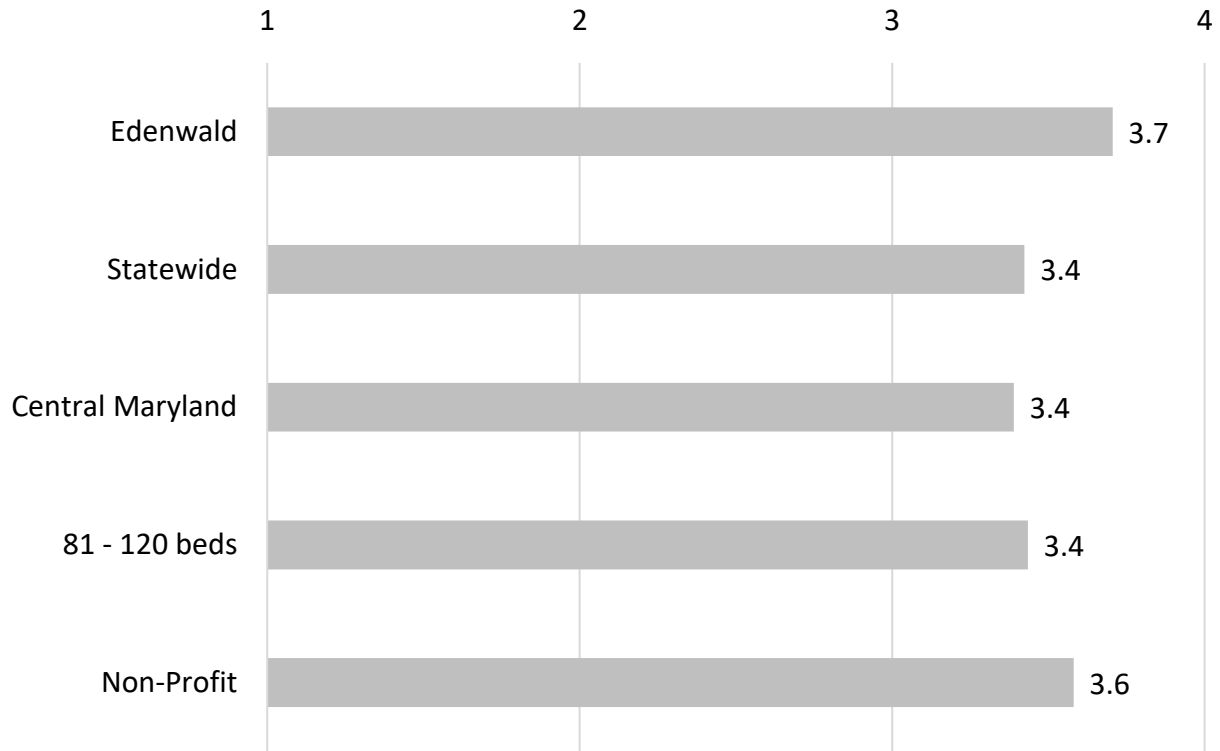 1 2 3 4
Edenwald 3.7
Statewide 3.4
Central Maryland 3.4
81 - 120 beds 3.4
Non-Profit 3.6